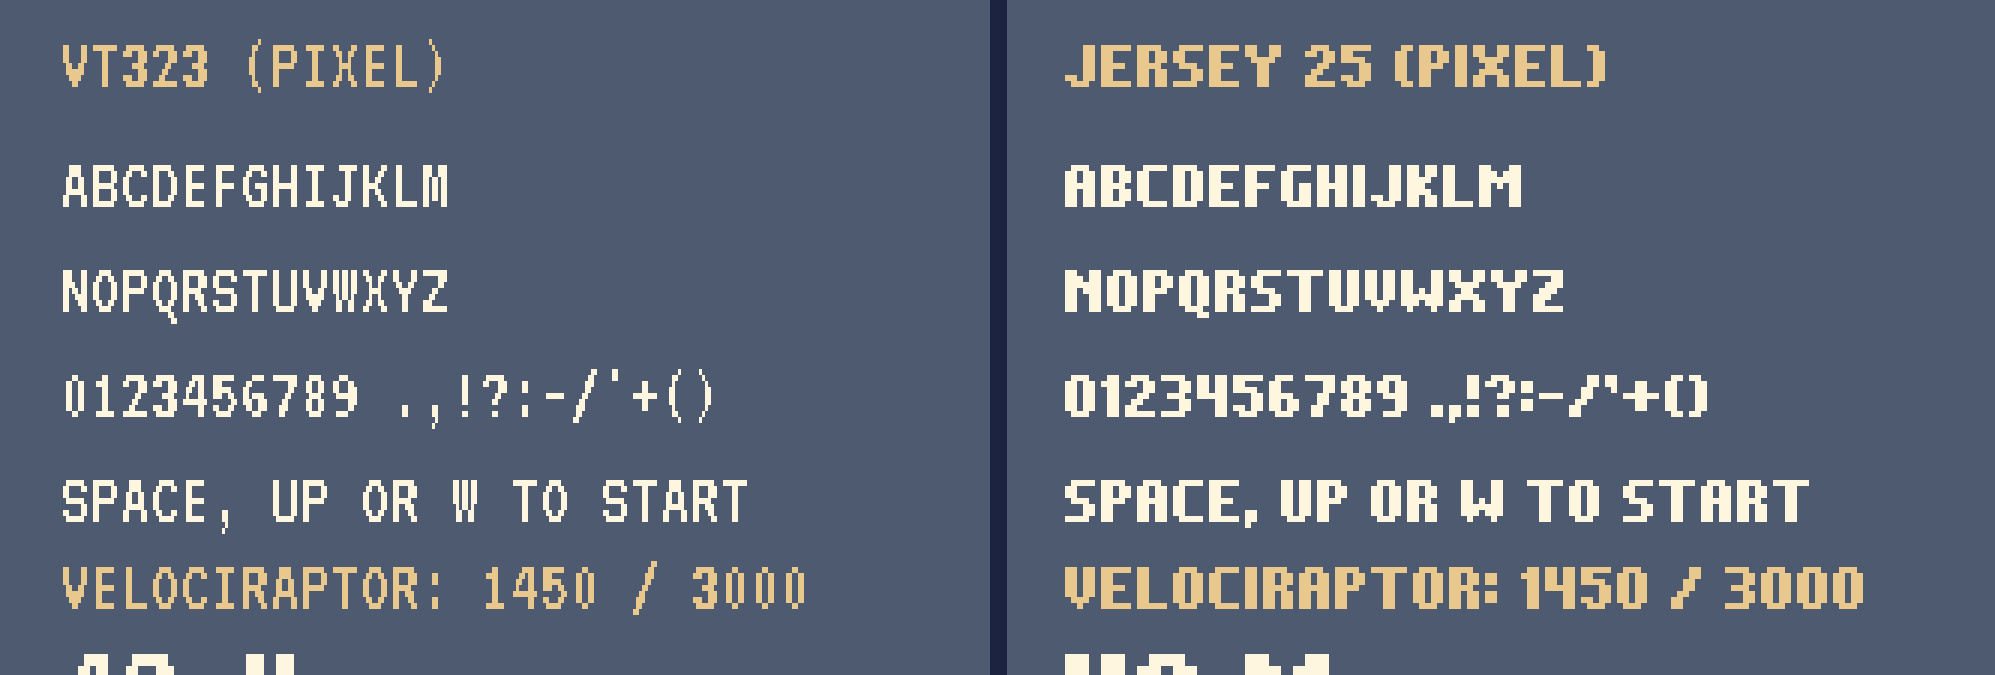 VT323 (PIXEL)
ABCDEFGHIJKLM
NOPQRSTUVWXYZ
0123456789 .,!?:-/'+()
SPACE, UP OR W TO START
VELOCIRAPTOR: 1450 / 3000
JERSEY 25 (PIXEL)
ABCDEFGHIJKLM
NOPQRSTUVWXYZ
0123456789 .,!?:-/'+()
SPACE, UP OR W TO START
VELOCIRAPTOR: 1450 / 3000